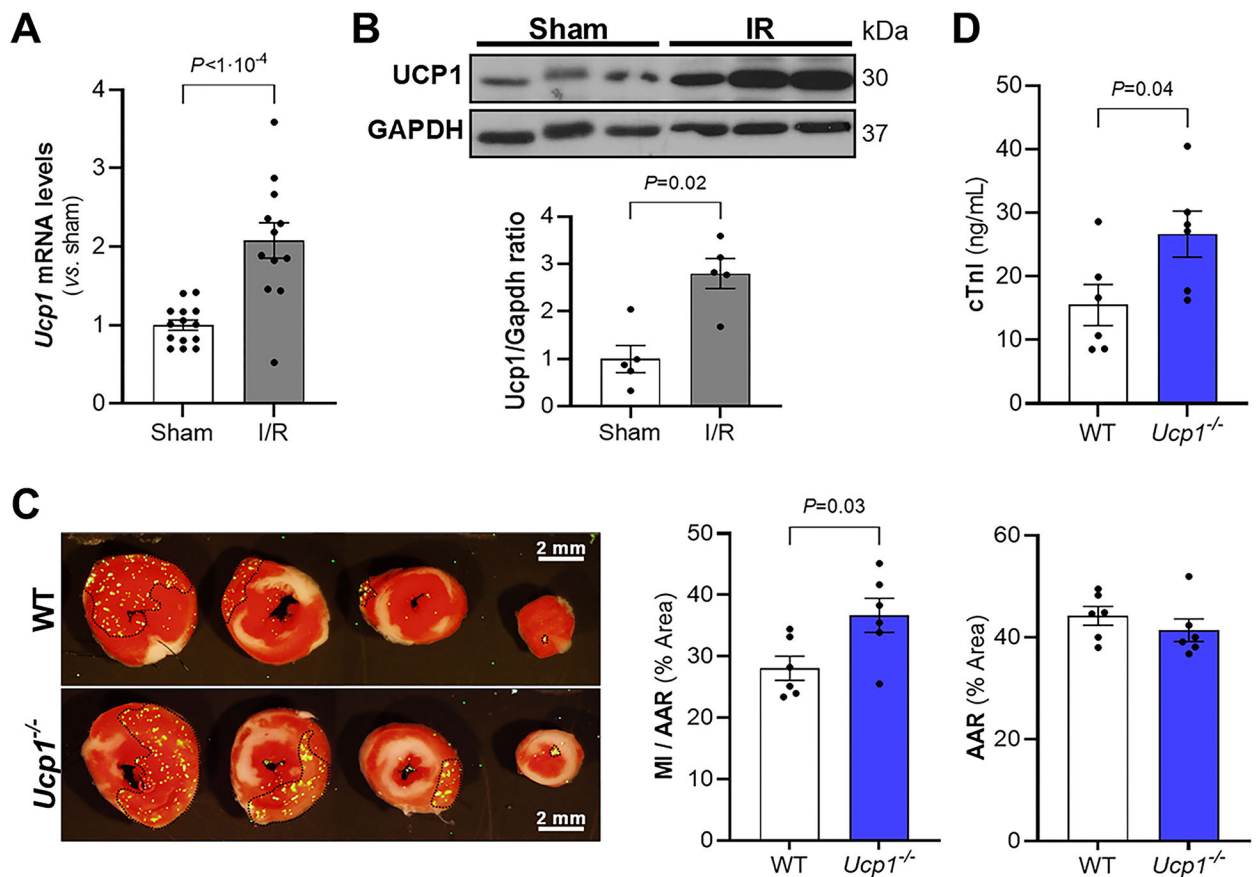 A
P<1·10-4
4
3
2
1
0
Ucp1 mRNA levels
(vs. sham)
Sham
I/R
B
Sham
IR
kDa
UCP1
30
GAPDH
37
P=0.02
4
3
2
1
0
Ucp1/Gapdh ratio
Sham
I/R
D
P=0.04
50
40
30
20
10
0
cTnI (ng/mL)
WT
Ucp1-/-
C
WT
2 mm
Ucp1-/-
2 mm
P=0.03
50
40
30
20
10
0
MI / AAR (% Area)
WT
Ucp1-/-
60
40
20
0
AAR (% Area)
WT
Ucp1-/-